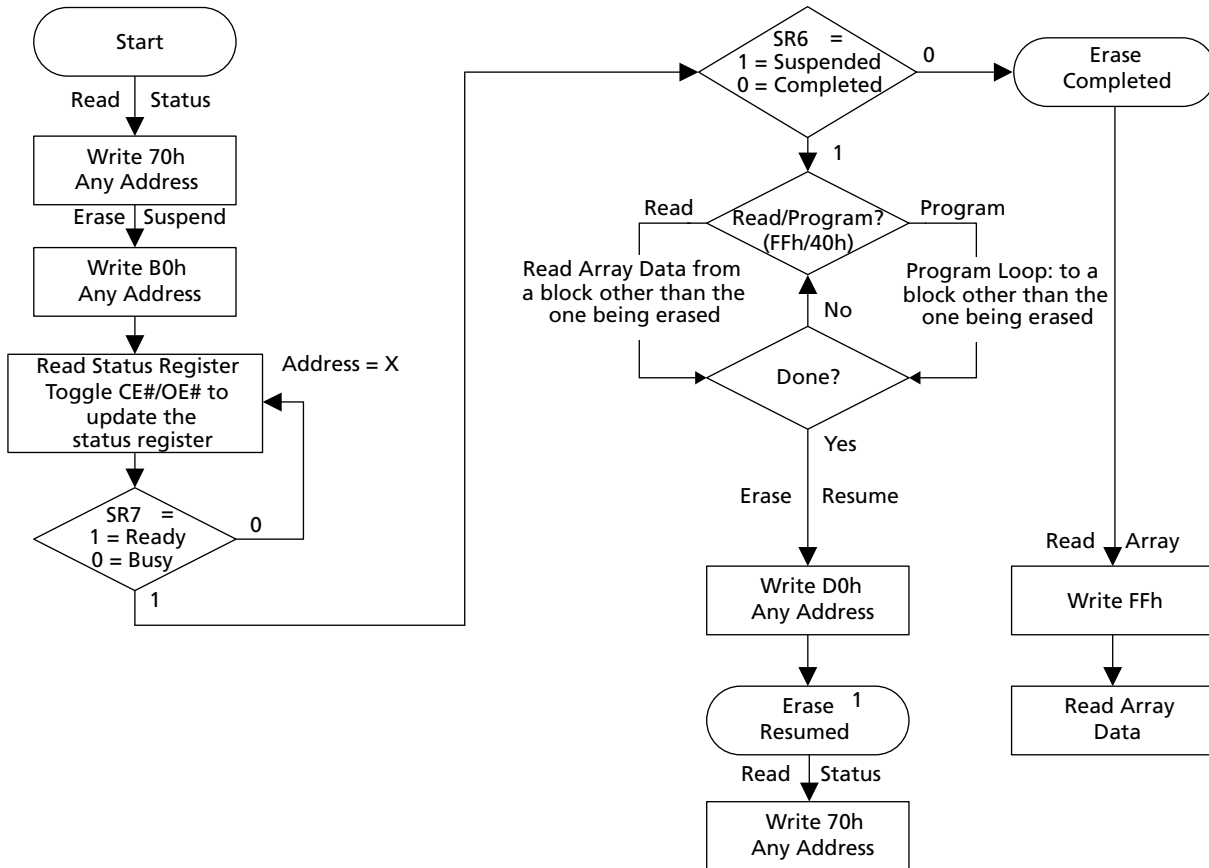 Start
Read Status
Write 70h
Any Address
Erase Suspend
Write B0h
Any Address
Read Status Register
Toggle CE#/OE# to
update the
status register
Address = X
SR7 =
1 = Ready
0 = Busy
0
1
SR6 =
1 = Suspended
0 = Completed
0
1
Erase
Completed
Read
Read/Program?
(FFh/40h)
Program
Read Array Data from
a block other than the
one being erased
Program Loop: to a
block other than the
one being erased
No
Done?
Yes
Erase Resume
Write D0h
Any Address
Erase 1
Resumed
Read Status
Write 70h
Any Address
Read Array
Write FFh
Read Array
Data